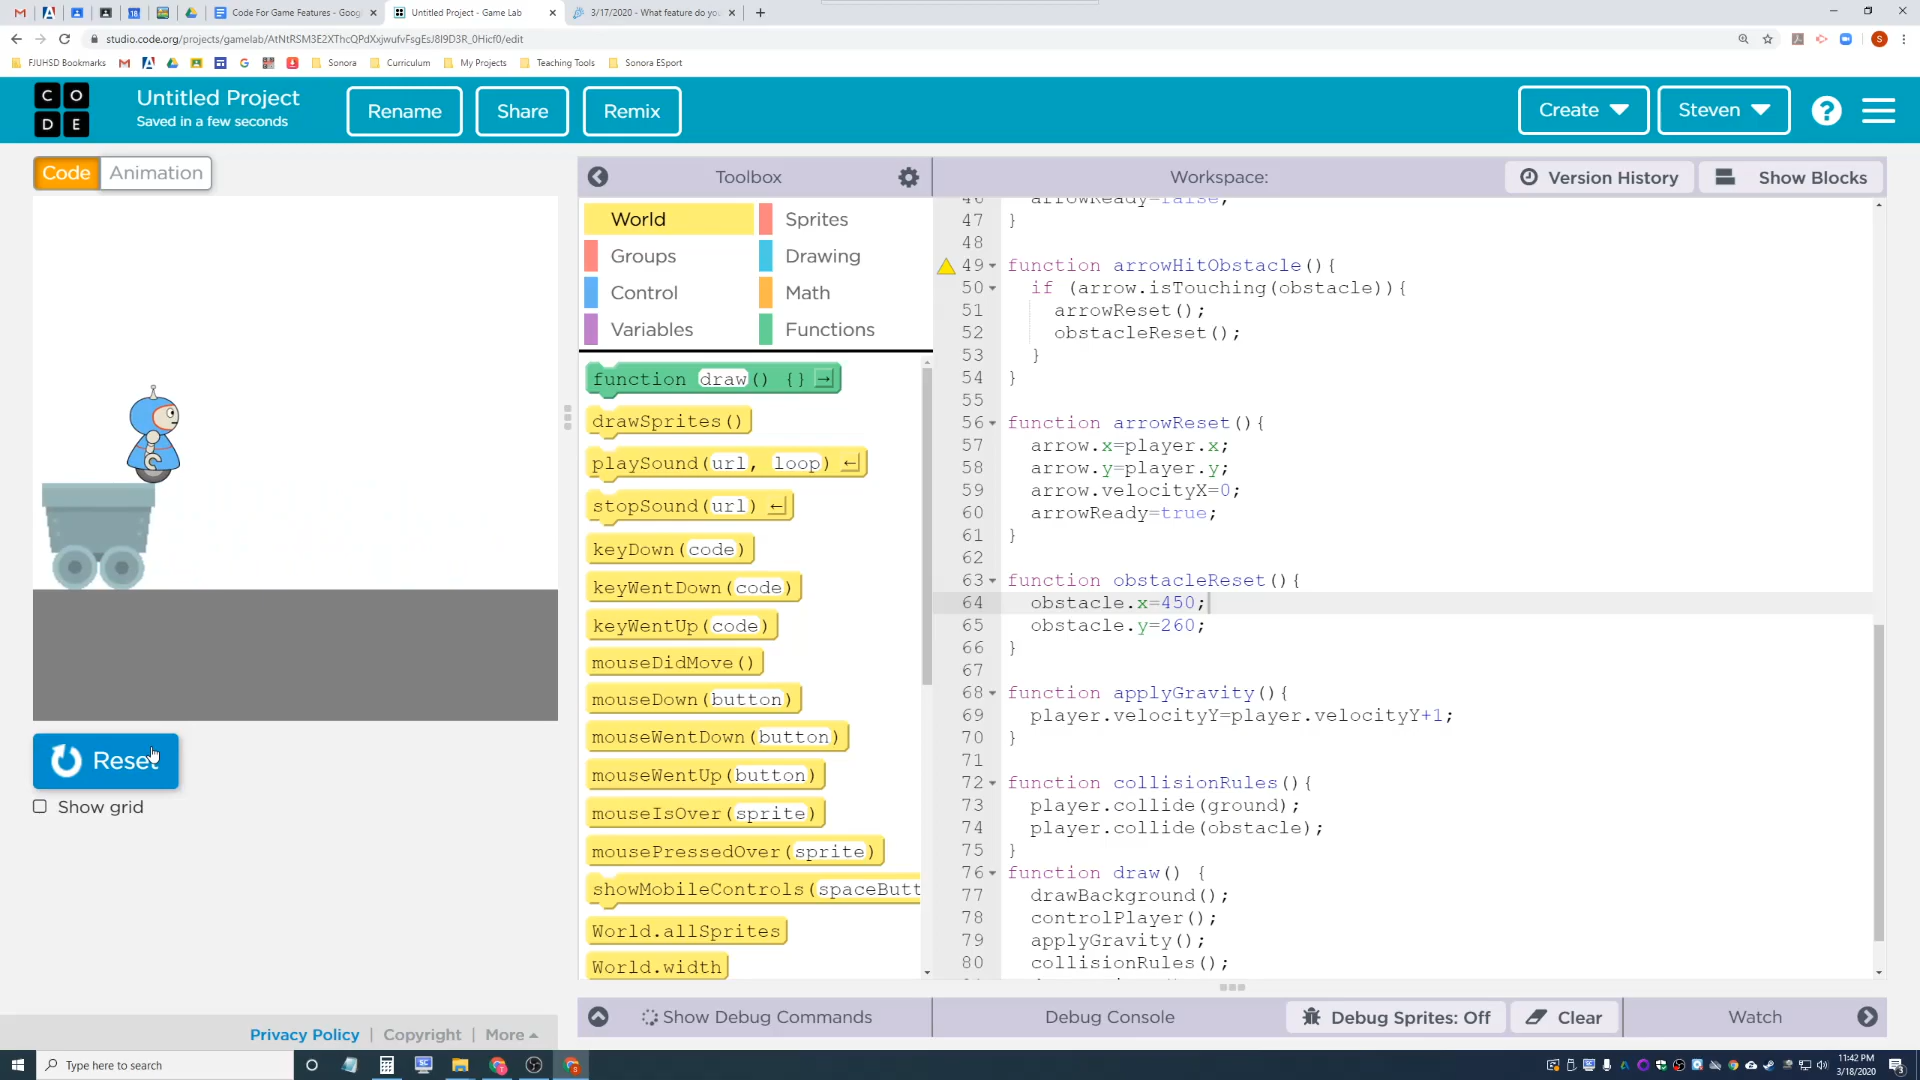 Code For Game Features - Goog
Untitled Project - Game Lab
3/17/2020 - What feature do you
studio.code.org/projects/gamelab/AtNtRSM3E2XThcQPdXxjwufvFsgEsJ8I9D3R_0Hicf0/edit
FJUHSD Bookmarks
Sonora
Curriculum
My Projects
Teaching Tools
Sonora ESport
CODE
Untitled Project
Saved in a few seconds
Rename
Share
Remix
Create
Steven
?
Code
Animation
Toolbox
Workspace:
Version History
Show Blocks
World
Sprites
Groups
Drawing
Control
Math
Variables
Functions
function draw() {}
drawSprites()
playSound(url, loop)
stopSound(url)
keyDown(code)
keyWentDown(code)
keyWentUp(code)
mouseDidMove()
mouseDown(button)
mouseWentDown(button)
mouseWentUp(button)
mouseIsOver(sprite)
mousePressedOver(sprite)
showMobileControls(spaceButt
World.allSprites
World.width
46 arrowReady=false;
47 }
48
49 function arrowHitObstacle(){
50 if (arrow.isTouching(obstacle)){
51 arrowReset();
52 obstacleReset();
53 }
54 }
55
56 function arrowReset(){
57 arrow.x=player.x;
58 arrow.y=player.y;
59 arrow.velocityX=0;
60 arrowReady=true;
61 }
62
63 function obstacleReset(){
64 obstacle.x=450;
65 obstacle.y=260;
66 }
67
68 function applyGravity(){
69 player.velocityY=player.velocityY+1;
70 }
71
72 function collisionRules(){
73 player.collide(ground);
74 player.collide(obstacle);
75 }
76 function draw() {
77 drawBackground();
78 controlPlayer();
79 applyGravity();
80 collisionRules();
Reset
Show grid
Privacy Policy | Copyright | More
Show Debug Commands
Debug Console
Debug Sprites: Off
Clear
Watch
Type here to search
11:42 PM
3/18/2020